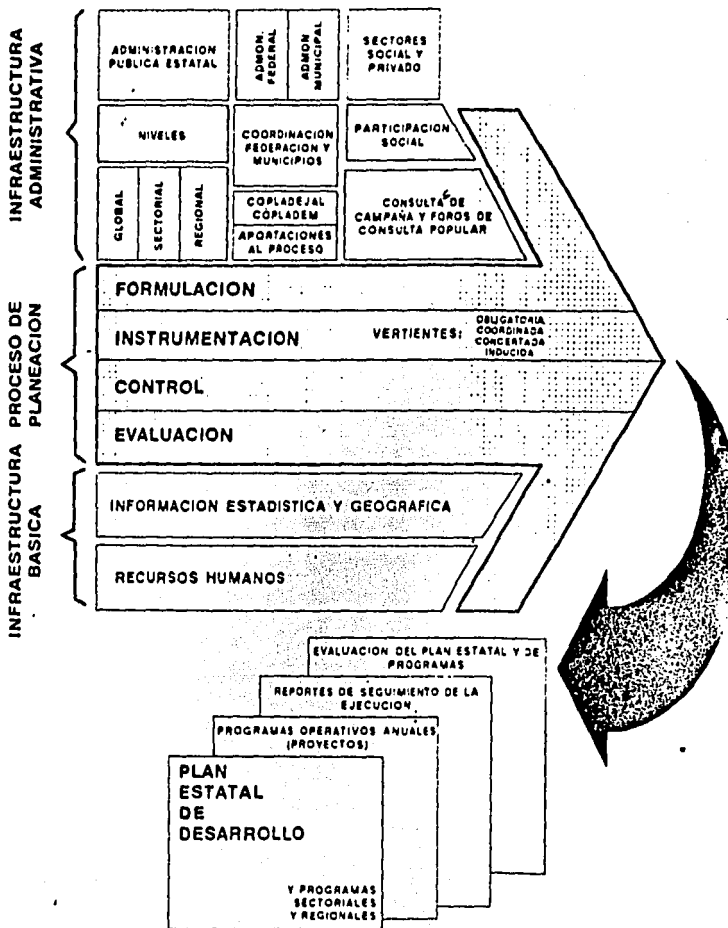 INFRAESTRUCTURA
ADMINISTRATIVA
ADMINISTRACION
PUBLICA ESTATAL
ADMON.
FEDERAL
ADMON
MUNICIPAL
SECTORES
SOCIAL Y
PRIVADO
NIVELES
COORDINACION
FEDERACION Y
MUNICIPIOS
PARTICIPACION
SOCIAL
GLOBAL
SECTORIAL
REGIONAL
COPLADEJAL
COPLADEM
APORTACIONES
AL PROCESO
CONSULTA DE
CAMPAÑA Y FOROS DE
CONSULTA POPULAR
PROCESO DE
PLANEACION
FORMULACION
INSTRUMENTACION
VERTIENTES:
OBLIGATORIA
COORDINADA
CONCERTADA
INDUCIDA
CONTROL
EVALUACION
INFRAESTRUCTURA
BASICA
INFORMACION ESTADISTICA Y GEOGRAFICA
RECURSOS HUMANOS
EVALUACION DEL PLAN ESTATAL Y DE
PROGRAMAS
REPORTES DE SEGUIMIENTO DE LA
EJECUCION
PROGRAMAS OPERATIVOS ANUALES
(PROYECTOS)
PLAN
ESTATAL
DE
DESARROLLO
Y PROGRAMAS
SECTORIALES
Y REGIONALES